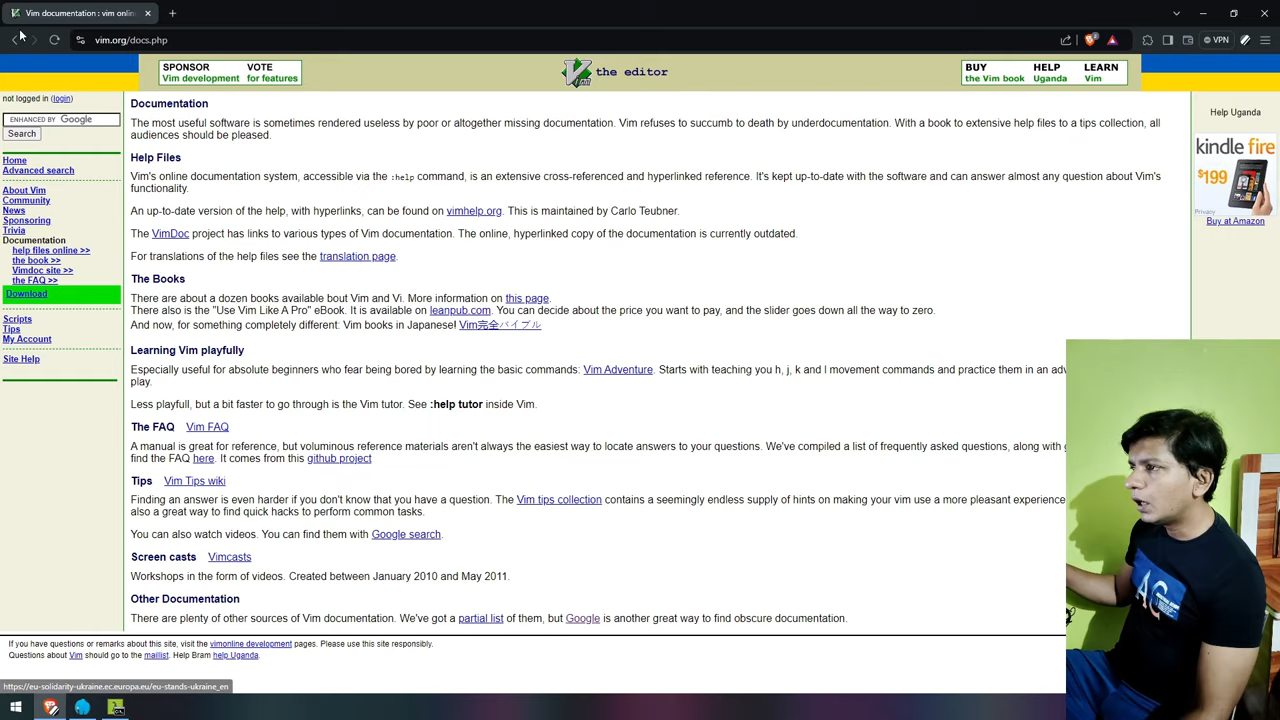 Vim documentation : vim onlin
vim.org/docs.php
VPN
SPONSOR
Vim development
VOTE
for features
the editor
BUY
the Vim book
HELP
Uganda
LEARN
Vim
not logged in (login)
ENHANCED BY Google
Search
Home
Advanced search
About Vim
Community
News
Sponsoring
Trivia
Documentation
help files online >>
the book >>
Vimdoc site >>
the FAQ >>
Download
Scripts
Tips
My Account
Site Help
Documentation
The most useful software is sometimes rendered useless by poor or altogether missing documentation. Vim refuses to succumb to death by underdocumentation. With a book to extensive help files to a tips collection, all
audiences should be pleased.
Help Files
Vim's online documentation system, accessible via the :help command, is an extensive cross-referenced and hyperlinked reference. It's kept up-to-date with the software and can answer almost any question about Vim's
functionality.
An up-to-date version of the help, with hyperlinks, can be found on vimhelp.org. This is maintained by Carlo Teubner.
The VimDoc project has links to various types of Vim documentation. The online, hyperlinked copy of the documentation is currently outdated.
For translations of the help files see the translation page.
The Books
There are about a dozen books available bout Vim and Vi. More information on this page.
There also is the "Use Vim Like A Pro" eBook. It is available on leanpub.com. You can decide about the price you want to pay, and the slider goes down all the way to zero.
And now, for something completely different: Vim books in Japanese! Vim完全バイブル
Learning Vim playfully
Especially useful for absolute beginners who fear being bored by learning the basic commands: Vim Adventure. Starts with teaching you h, j, k and l movement commands and practice them in an adv
play.
Less playful, but a bit faster to go through is the Vim tutor. See :help tutor inside Vim.
The FAQ Vim FAQ
A manual is great for reference, but voluminous reference materials aren't always the easiest way to locate answers to your questions. We've compiled a list of frequently asked questions, along with
find the FAQ here. It comes from this github project
Tips Vim Tips wiki
Finding an answer is even harder if you don't know that you have a question. The Vim tips collection contains a seemingly endless supply of hints on making your vim use a more pleasant experience
also a great way to find quick hacks to perform common tasks.
You can also watch videos. You can find them with Google search.
Screen casts Vimcasts
Workshops in the form of videos. Created between January 2010 and May 2011.
Other Documentation
There are plenty of other sources of Vim documentation. We've got a partial list of them, but Google is another great way to find obscure documentation.
Help Uganda
kindle fire
$199
Privacy
Buy at Amazon
If you have questions or remarks about this site, visit the vimonline development pages. Please use this site responsibly.
Questions about Vim should go to the maillist. Help Bram help Uganda.
https://eu-solidarity-ukraine.ec.europa.eu/eu-stands-ukraine_en